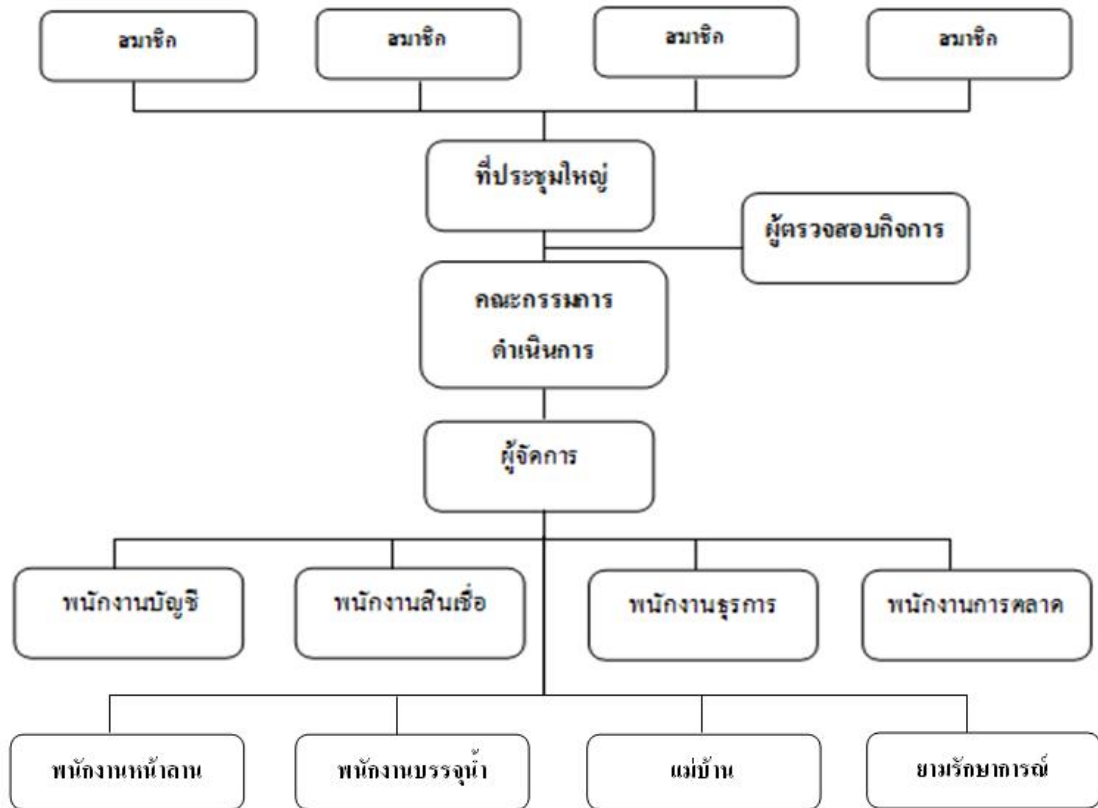 สมาชิก
สมาชิก
สมาชิก
สมาชิก
ที่ประชุมใหญ่
ผู้ตรวจสอบกิจการ
คณะกรรมการ
ดำเนินการ
ผู้จัดการ
พนักงานบัญชี
พนักงานสินเชื่อ
พนักงานธุรการ
พนักงานการตลาด
พนักงานหน้าลาน
พนักงานบรรจุน้ำ
แม่บ้าน
ยามรักษาการณ์